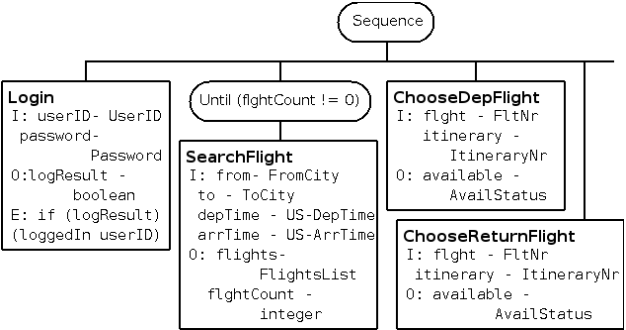 Sequence
Login
I: userID- UserID
password-
Password
O:logResult -
boolean
E: if (logResult)
(loggedIn userID)
Until (flghtCount != 0)
SearchFlight
I: from- FromCity
to - ToCity
depTime - US-DepTime
arrTime - US-ArrTime
O: flights-
FlightsList
flghtCount -
integer
ChooseDepFlight
I: flght - FltNr
itinerary -
ItineraryNr
O: available -
AvailStatus
ChooseReturnFlight
I: flght - FltNr
itinerary - ItineraryNr
O: available -
AvailStatus